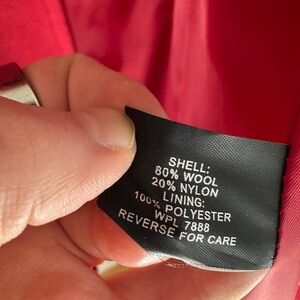 SHELL:
80% WOOL
20% NYLON
LINING:
100% POLYESTER
WPL 7888
REVERSE FOR CARE